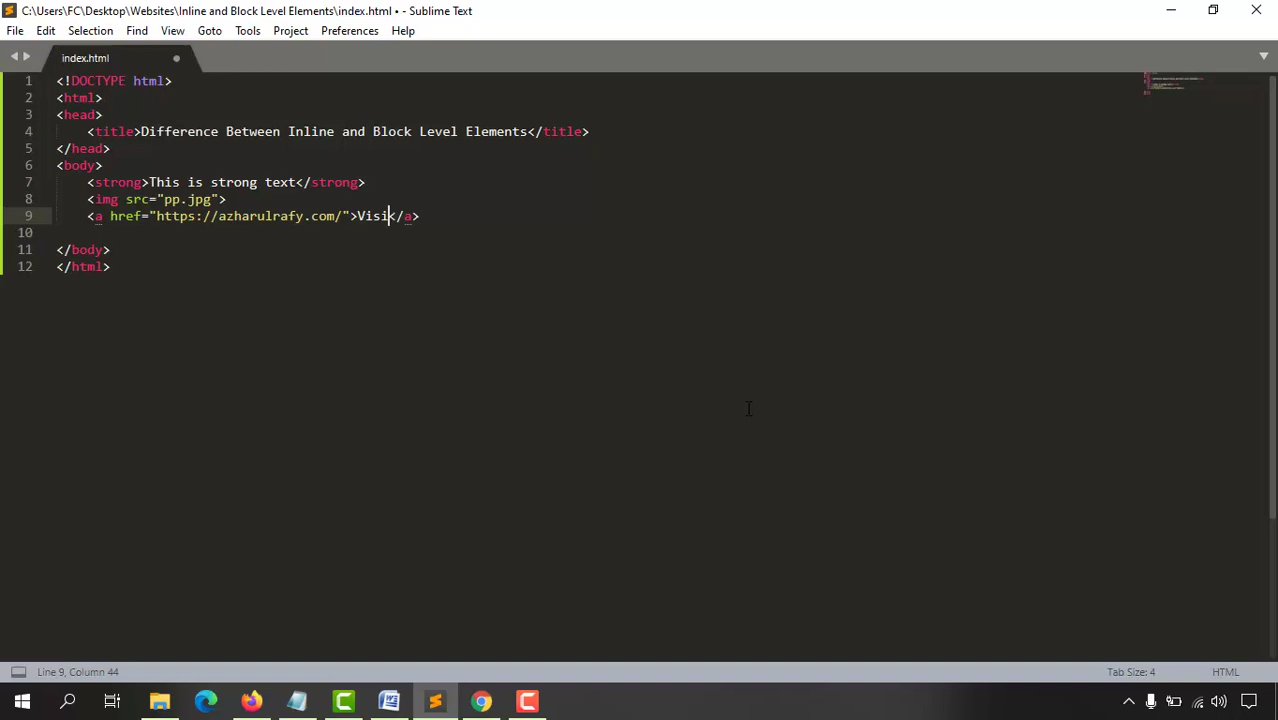 C:\Users\FC\Desktop\Websites\Inline and Block Level Elements\index.html • - Sublime Text
File Edit Selection Find View Goto Tools Project Preferences Help
index.html
1 <!DOCTYPE html>
2 <html>
3 <head>
4 <title>Difference Between Inline and Block Level Elements</title>
5 </head>
6 <body>
7 <strong>This is strong text</strong>
8 <img src="pp.jpg">
9 <a href="https://azharulrafy.com/">Visi</a>
10
11 </body>
12 </html>
Line 9, Column 44 Tab Size: 4 HTML